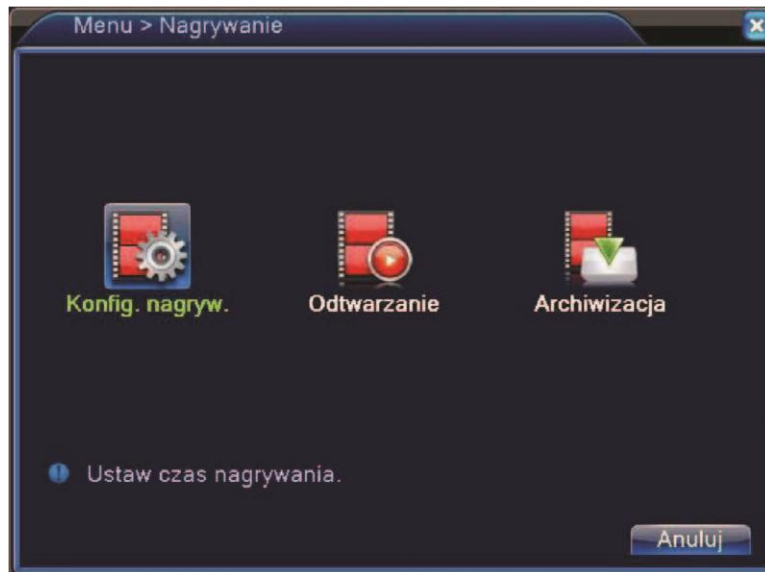 Menu > Nagrywanie
Konfig. nagryw.
Odtwarzanie
Archiwizacja
Ustaw czas nagrywania.
Anuluj